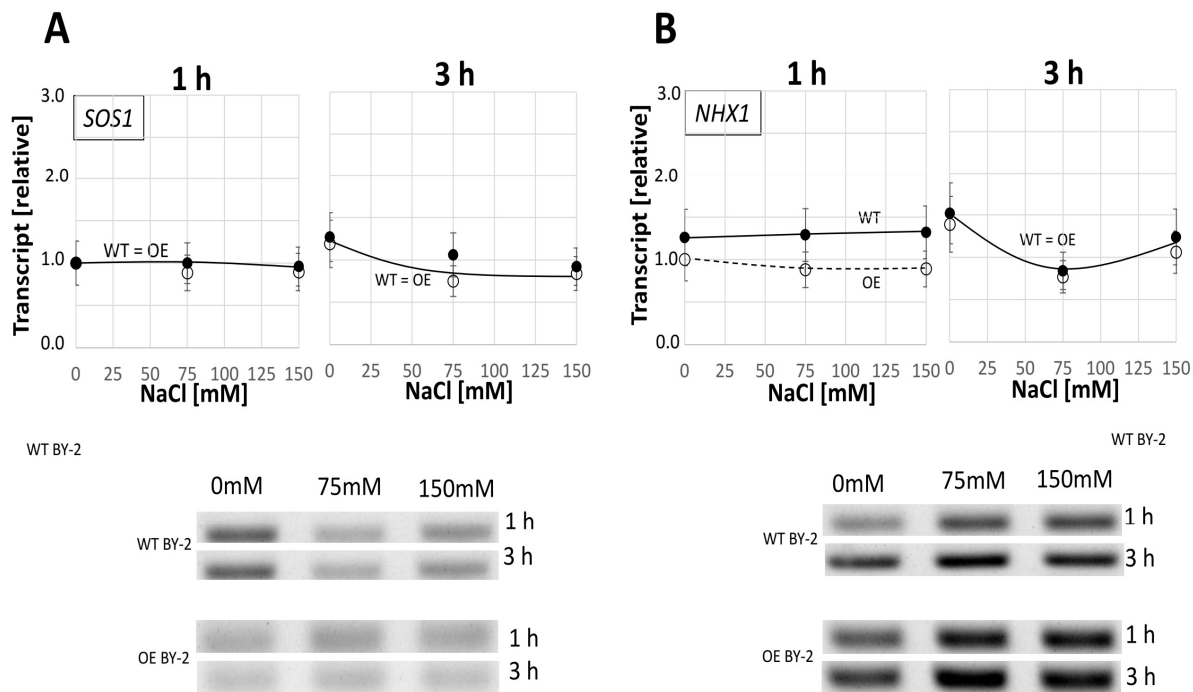 A
B
1 h
3 h
1 h
3 h
Transcript [relative]
3.0
2.0
1.0
0.0
SOS1
WT = OE
WT = OE
0 25 50 75 100 125 150
0 25 50 75 100 125 150
NaCl [mM]
NaCl [mM]
Transcript [relative]
3.0
2.0
1.0
0.0
NHX1
WT
OE
WT = OE
0 25 50 75 100 125 150
0 25 50 75 100 125 150
NaCl [mM]
NaCl [mM]
WT BY-2
0mM 75mM 150mM
WT BY-2
1 h
3 h
OE BY-2
1 h
3 h
WT BY-2
0mM 75mM 150mM
WT BY-2
1 h
3 h
OE BY-2
1 h
3 h